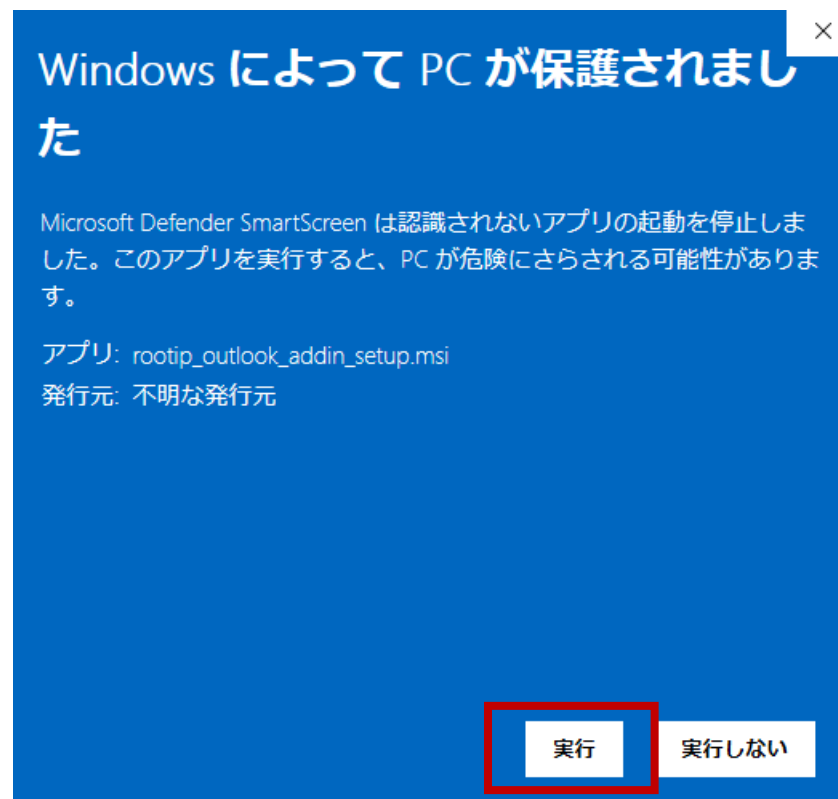 Windows によって PC が保護されまし
た
Microsoft Defender SmartScreen は認識されないアプリの起動を停止しま
した。このアプリを実行すると、PC が危険にさらされる可能性がありま
す。
アプリ: rootip_outlook_addin_setup.msi
発行元: 不明な発行元
実行 実行しない